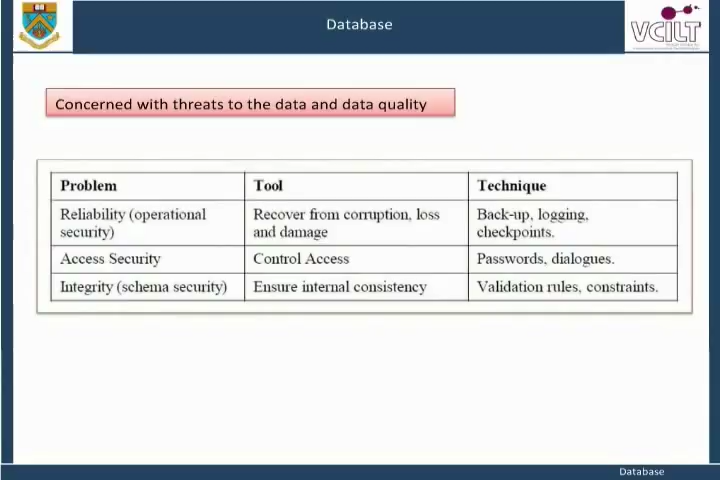 Database
VCILT
Concerned with threats to the data and data quality
Problem Tool Technique
Reliability (operational security) Recover from corruption, loss and damage Back-up, logging, checkpoints.
Access Security Control Access Passwords, dialogues.
Integrity (schema security) Ensure internal consistency Validation rules, constraints.
Database